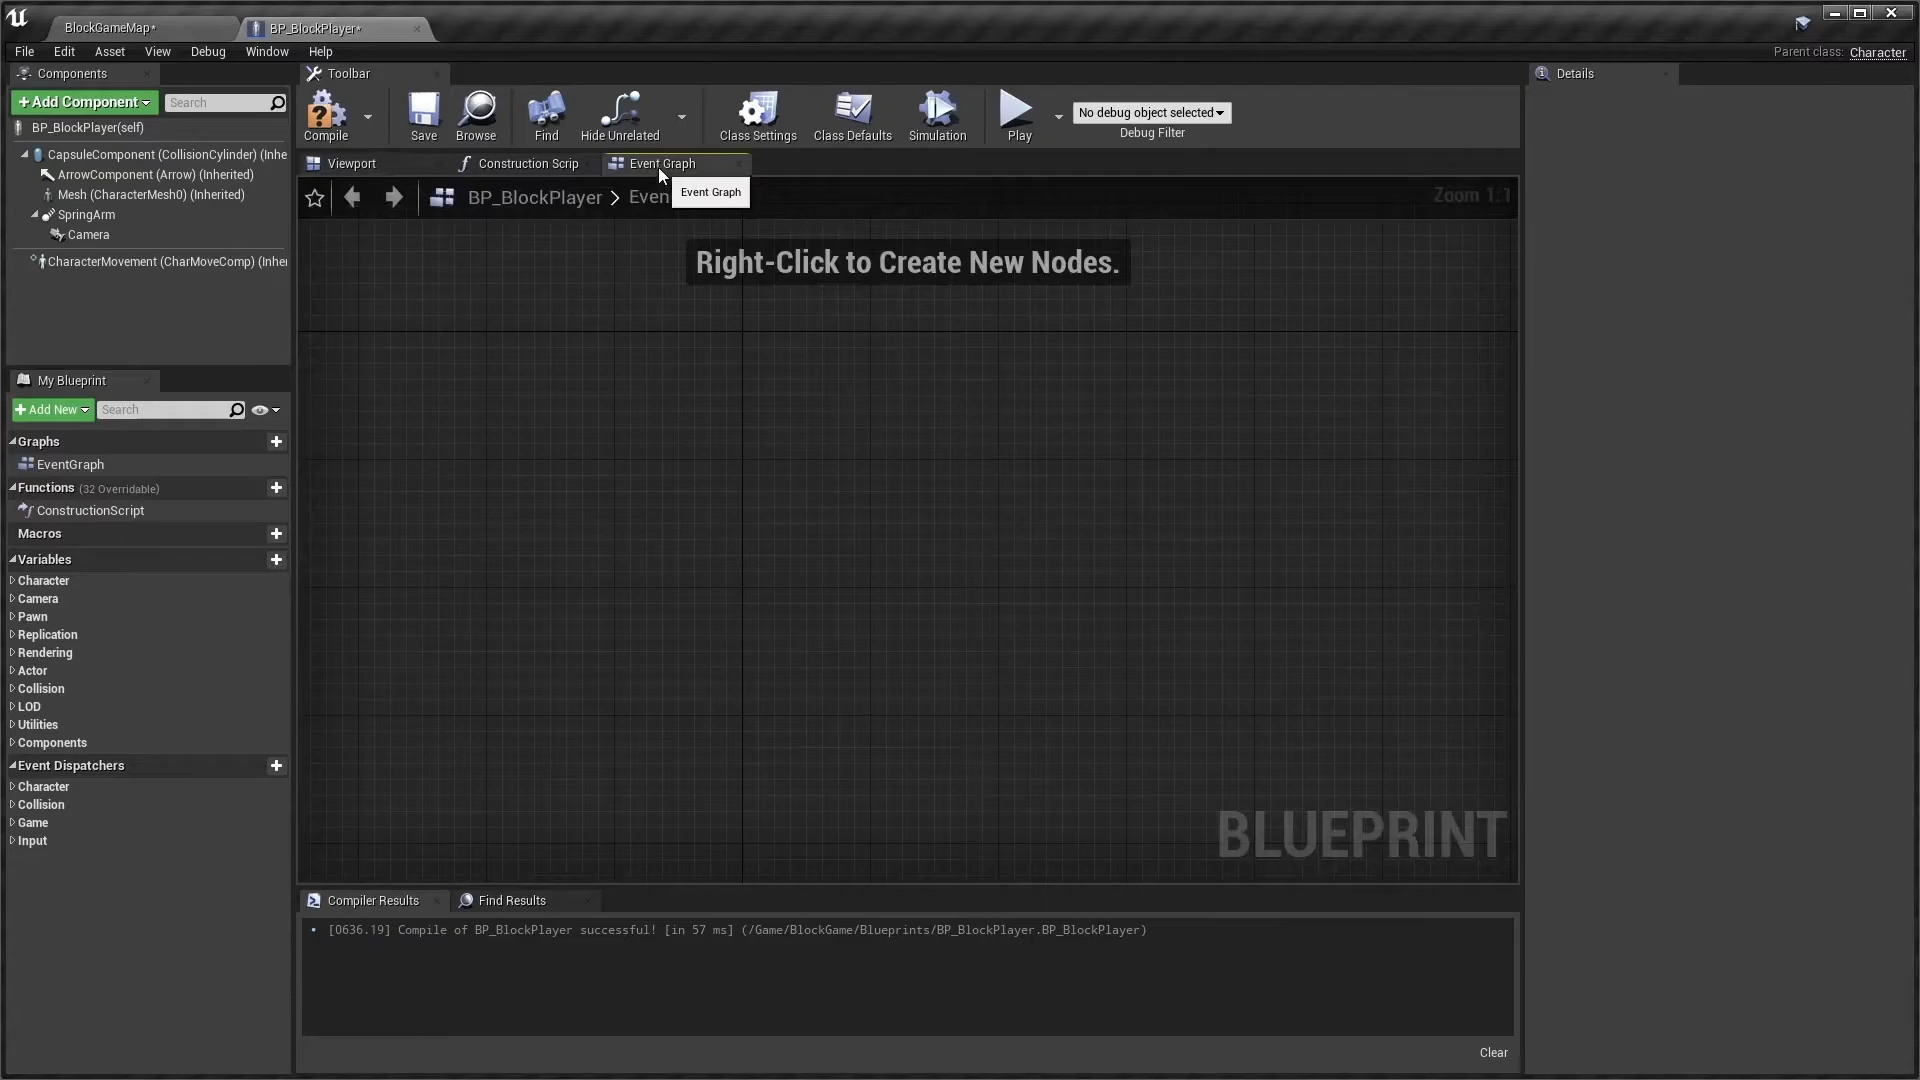 BlockGameMap*
BP_BlockPlayer*
File
Edit
Asset
View
Debug
Window
Help
Parent class: Character
Components
Toolbar
Details
+Add Component
Search
Compile
Save
Browse
Find
Hide Unrelated
Class Settings
Class Defaults
Simulation
Play
No debug object selected
Debug Filter
BP_BlockPlayer(self)
CapsuleComponent (CollisionCylinder) (Inhe
ArrowComponent (Arrow) (Inherited)
Mesh (CharacterMesh0) (Inherited)
SpringArm
Camera
CharacterMovement (CharMoveComp) (Inher
Viewport
Construction Scrip
Event Graph
BP_BlockPlayer > Even
Event Graph
Zoom 1:1
Right-Click to Create New Nodes.
My Blueprint
+Add New
Search
Graphs
EventGraph
Functions (32 Overridable)
ConstructionScript
Macros
Variables
Character
Camera
Pawn
Replication
Rendering
Actor
Collision
LOD
Utilities
Components
Event Dispatchers
Character
Collision
Game
Input
BLUEPRINT
Compiler Results
Find Results
[0636.19] Compile of BP_BlockPlayer successful! [in 57 ms] (/Game/BlockGame/Blueprints/BP_BlockPlayer.BP_BlockPlayer)
Clear